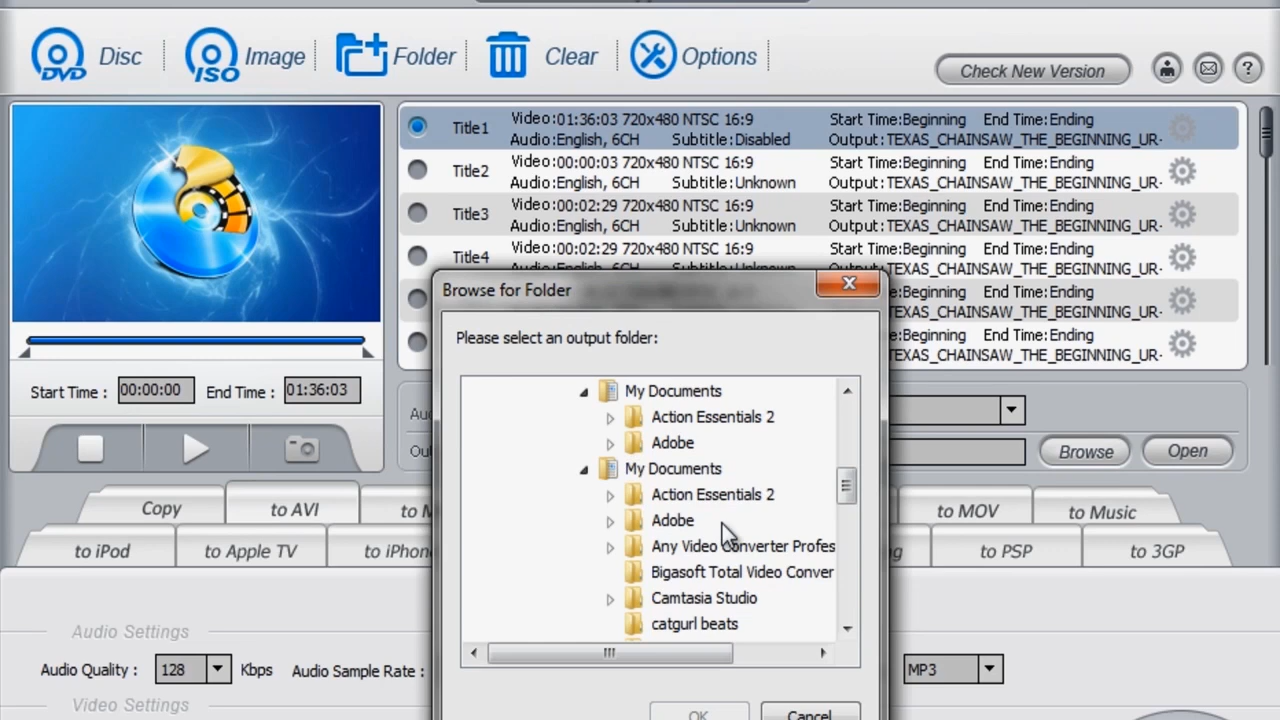 Disc Image Folder Clear Options
DVD ISO
Check New Version
?
Title1 Video:01:36:03 720x480 NTSC 16:9 Start Time:Beginning End Time:Ending
Audio:English, 6CH Subtitle:Disabled Output:TEXAS_CHAINSAW_THE_BEGINNING_UR-
Title2 Video:00:00:03 720x480 NTSC 16:9 Start Time:Beginning End Time:Ending
Audio:English, 6CH Subtitle:Unknown Output:TEXAS_CHAINSAW_THE_BEGINNING_UR-
Title3 Video:00:02:29 720x480 NTSC 16:9 Start Time:Beginning End Time:Ending
Audio:English, 6CH Subtitle:Unknown Output:TEXAS_CHAINSAW_THE_BEGINNING_UR-
Title4 Video:00:02:29 720x480 NTSC 16:9 Start Time:Beginning End Time:Ending
Audio:English, 6CH Subtitle:Unknown Output:TEXAS_CHAINSAW_THE_BEGINNING_UR-
e:Beginning End Time:Ending
TEXAS_CHAINSAW_THE_BEGINNING_UR-
e:Beginning End Time:Ending
TEXAS_CHAINSAW_THE_BEGINNING_UR-
Start Time : 00:00:00 End Time : 01:36:03
Browse for Folder
Please select an output folder:
My Documents
Action Essentials 2
Adobe
My Documents
Action Essentials 2
Adobe
Any Video Converter Profes
Bigasoft Total Video Conver
Camtasia Studio
catgurl beats
OK Cancel
Browse Open
Copy to AVI to M to MOV to Music
to iPod to Apple TV to iPhon g to PSP to 3GP
Audio Settings
Audio Quality : 128 Kbps Audio Sample Rate : MP3
Video Settings